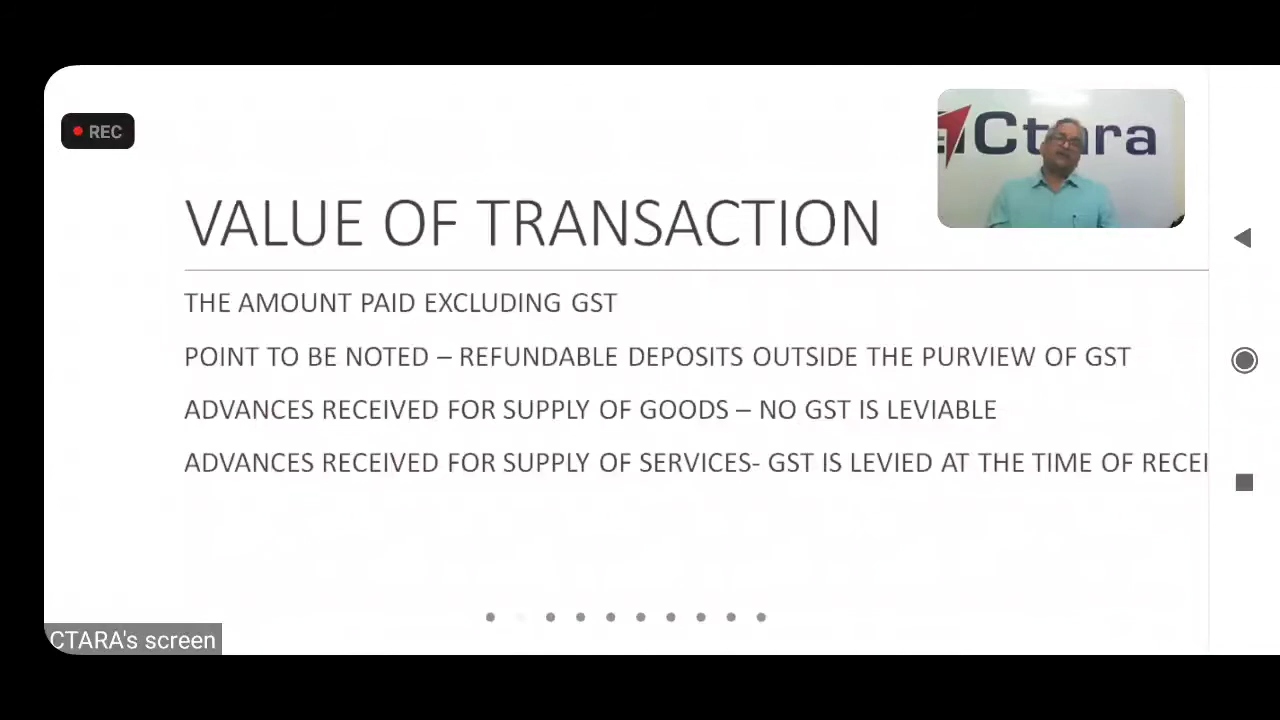 REC
Ctara
VALUE OF TRANSACTION
THE AMOUNT PAID EXCLUDING GST
POINT TO BE NOTED – REFUNDABLE DEPOSITS OUTSIDE THE PURVIEW OF GST
ADVANCES RECEIVED FOR SUPPLY OF GOODS – NO GST IS LEVIABLE
ADVANCES RECEIVED FOR SUPPLY OF SERVICES- GST IS LEVIED AT THE TIME OF RECEI
CTARA's screen